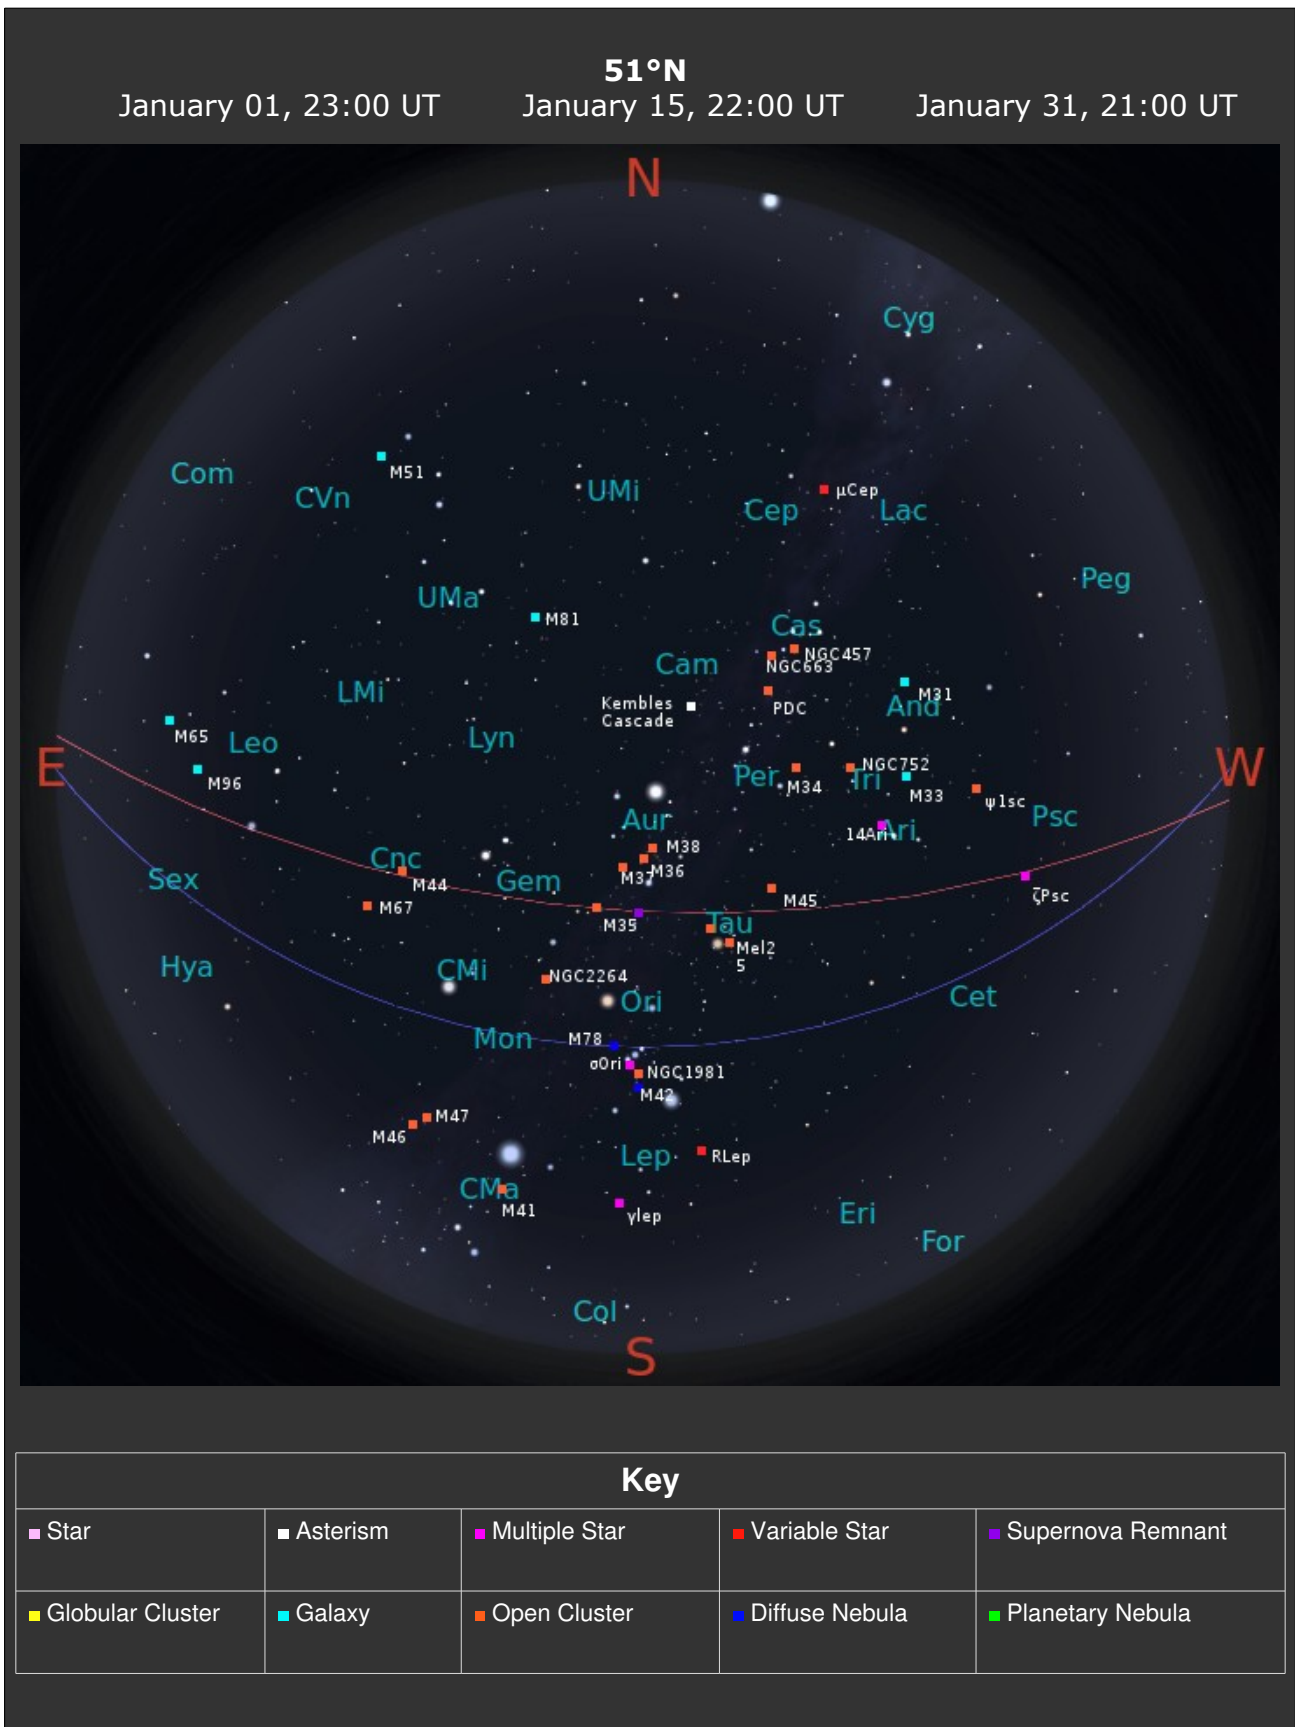 51°N
January 01, 23:00 UT January 15, 22:00 UT January 31, 21:00 UT
N
Cyg
Com
M51
CVn
UMi
μCep
Cep
Lac
Peg
UMa
M81
Cas
NGC457
NGC663
Cam
LMi
M31
And
Kembles
Cascade
PDC
M65
Leo
Lyn
E
W
M96
Per
M34
NGC752
Tri
M33
ψ1sc
Psc
Aur
14Ari
Ari
M38
M36
M37
Cnc
M44
Gem
Sex
M45
ζPsc
M67
M35
Tau
Mel2
5
Hya
CMi
NGC2264
Ori
Cet
Mon
M78
σOri
NGC1981
M42
M47
M46
Lep
RLep
CMa
M41
γlep
Eri
For
Col
S
Key
Star Asterism Multiple Star Variable Star Supernova Remnant
Globular Cluster Galaxy Open Cluster Diffuse Nebula Planetary Nebula